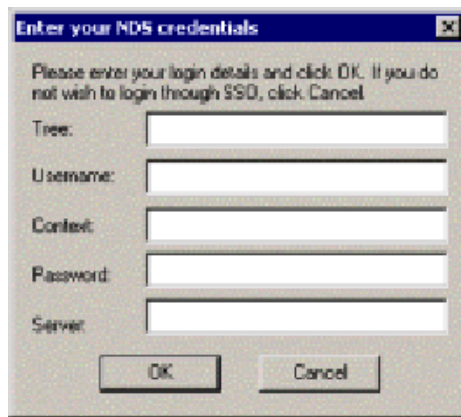 Enter your NDS credentials
Please enter your login details and click OK. If you do
not wish to login through SSO, click Cancel.
Tree:
Username:
Context:
Password:
Server:
OK
Cancel